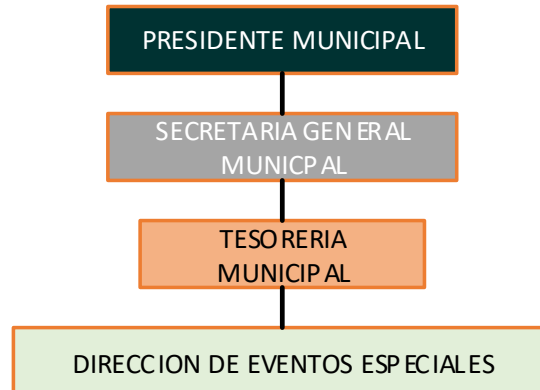 PRESIDENTE MUNICIPAL
SECRETARIA GENERAL
MUNICPAL
TESORERIA
MUNICIPAL
DIRECCION DE EVENTOS ESPECIALES